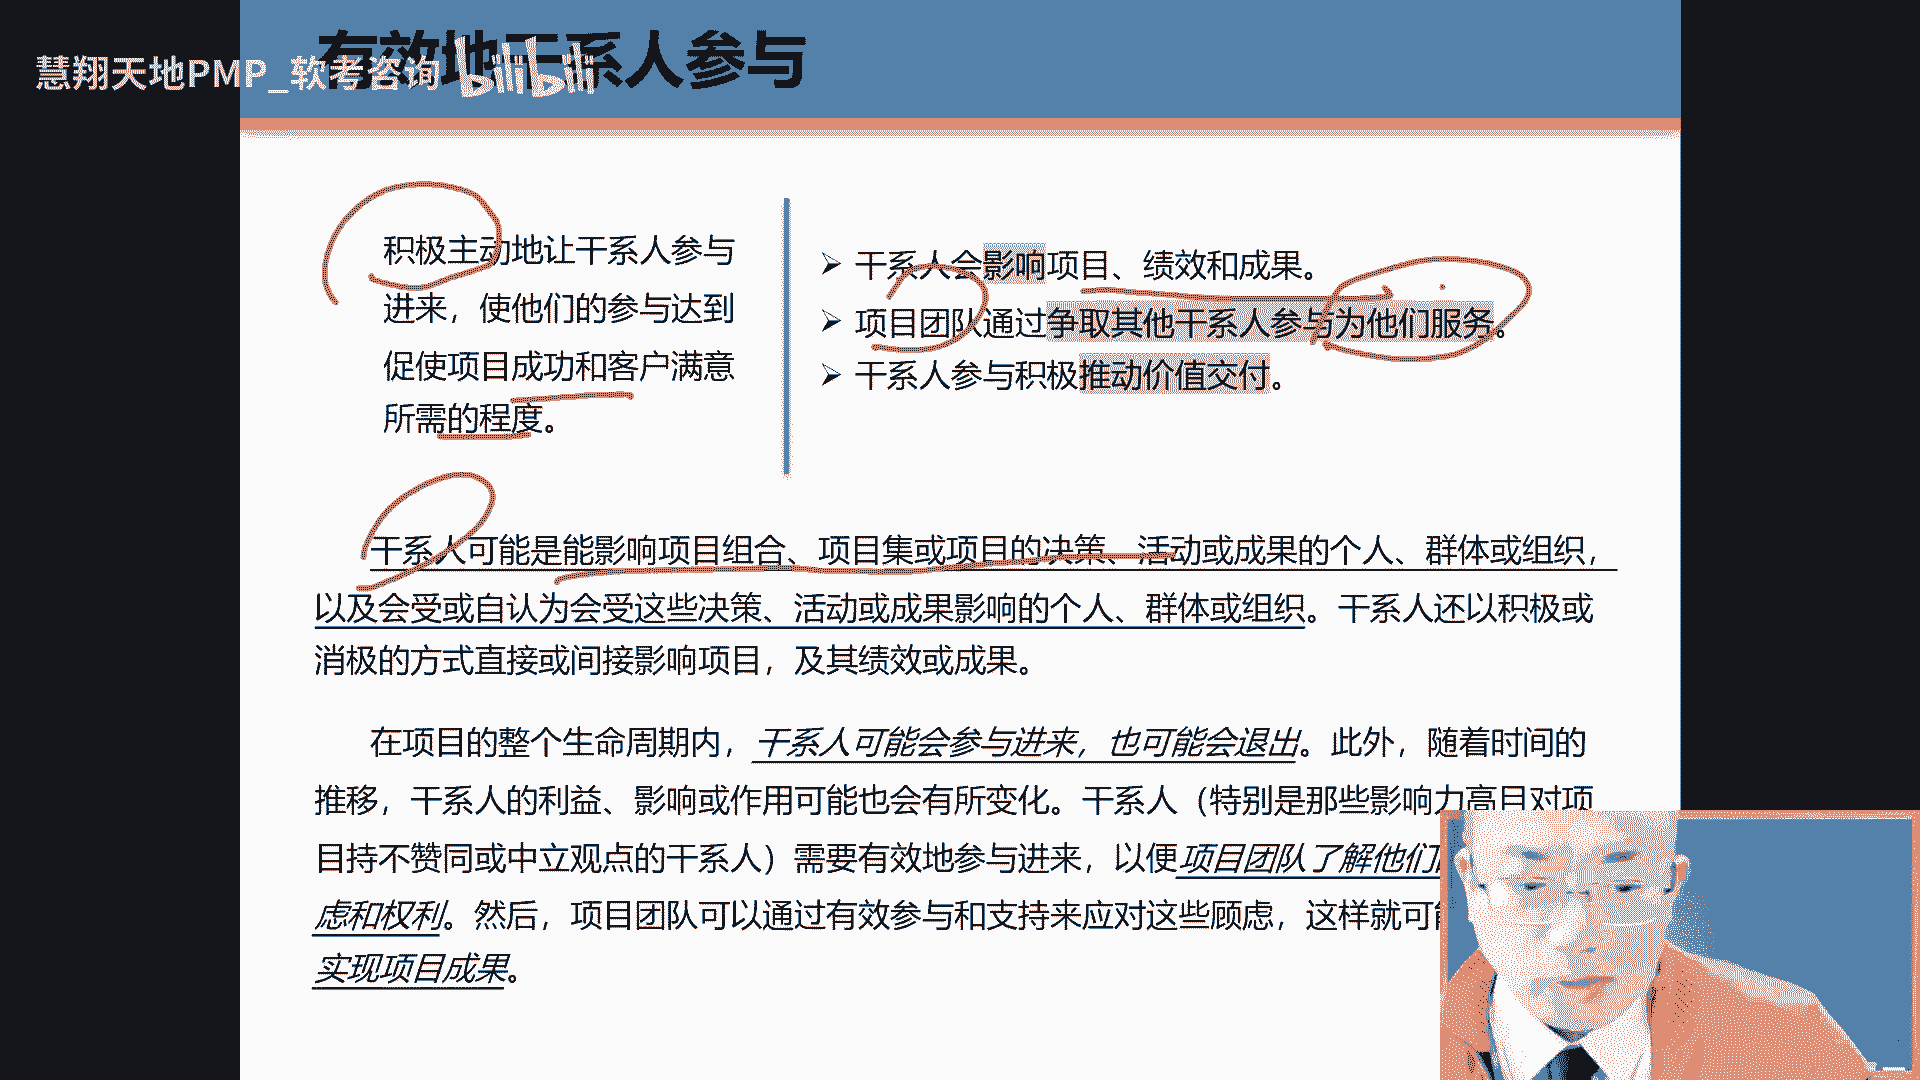 有效地干系人参与
慧翔天地PMP_软考咨询 bilibili
积极主动地让干系人参与
进来，使他们的参与达到
促使项目成功和客户满意
所需的程度。
➢ 干系人会影响项目、绩效和成果。
➢ 项目团队通过争取其他干系人参与为他们服务。
➢ 干系人参与积极推动价值交付。
干系人可能是能影响项目组合、项目集或项目的决策、活动或成果的个人、群体或组织，
以及会受或自认为会受这些决策、活动或成果影响的个人、群体或组织。干系人还以积极或
消极的方式直接或间接影响项目，及其绩效或成果。
在项目的整个生命周期内，干系人可能会参与进来，也可能会退出。此外，随着时间的
推移，干系人的利益、影响或作用可能也会有所变化。干系人（特别是那些影响力高且对项
目持不赞同或中立观点的干系人）需要有效地参与进来，以便项目团队了解他们
虑和权利。然后，项目团队可以通过有效参与和支持来应对这些顾虑，这样就可
实现项目成果。